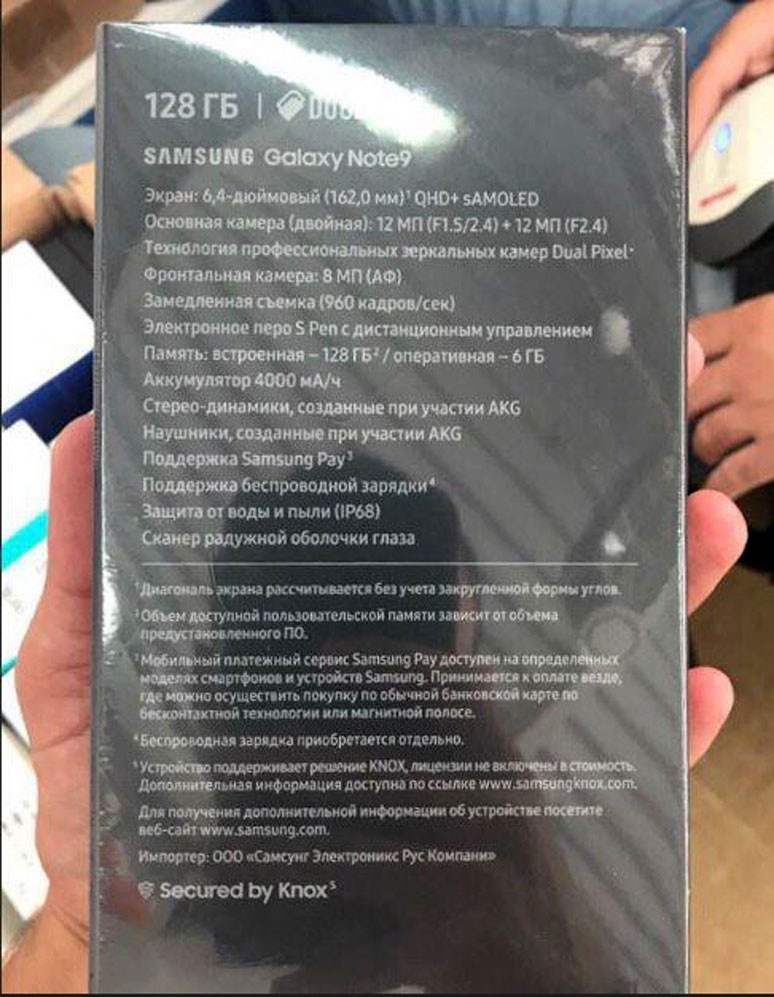 128 ГБ |
SAMSUNG Galaxy Note9
Экран: 6,4-дюймовый (162,0 мм)¹ QHD+ sAMOLED
Основная камера (двойная): 12 МП (F1.5/2.4) + 12 МП (F2.4)
Технология профессиональных зеркальных камер Dual Pixel
Фронтальная камера: 8 МП (АФ)
Замедленная съемка (960 кадров/сек)
Электронное перо S Pen с дистанционным управлением
Память: встроенная – 128 ГБ² / оперативная – 6 ГБ
Аккумулятор 4000 мА/ч
Стерео-динамики, созданные при участии AKG
Наушники, созданные при участии AKG
Поддержка Samsung Pay³
Поддержка беспроводной зарядки⁴
Защита от воды и пыли (IP68)
Сканер радужной оболочки глаза
¹Диагональ экрана рассчитывается без учета закругленной формы углов.
²Объем доступной пользовательской памяти зависит от объема
предустановленного ПО.
³Мобильный платежный сервис Samsung Pay доступен на определенных
моделях смартфонов и устройств Samsung. Принимается к оплате везде,
где можно осуществить покупку по обычной банковской карте по
бесконтактной технологии или магнитной полосе.
⁴Беспроводная зарядка приобретается отдельно.
⁵Устройство поддерживает решение KNOX, лицензии не включены в стоимость.
Дополнительная информация доступна по ссылке www.samsungknox.com.
Для получения дополнительной информации об устройстве посетите
веб-сайт www.samsung.com.
Импортер: ООО «Самсунг Электроникс Рус Компани»
Secured by Knox⁵